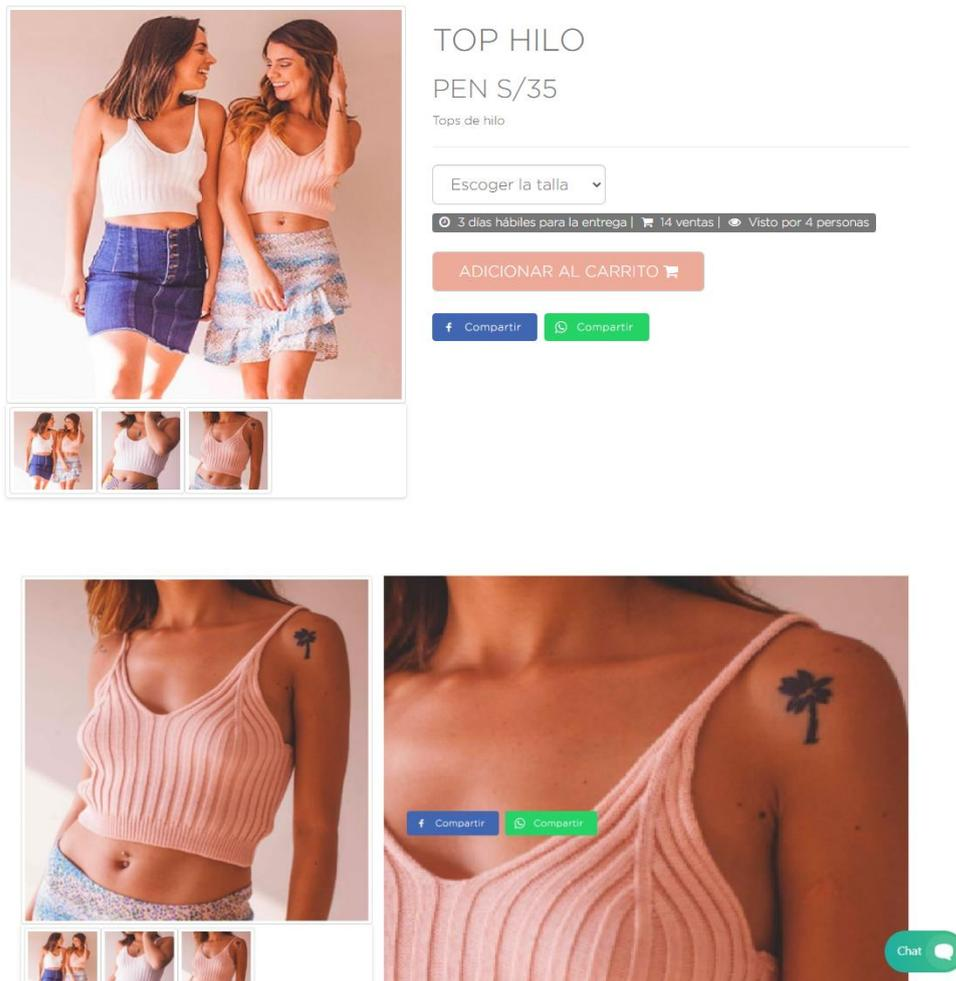 TOP HILO
PEN S/35
Tops de hilo
Escoger la talla
3 días hábiles para la entrega | 14 ventas | Visto por 4 personas
ADICIONAR AL CARRITO
Compartir Compartir
Compartir Compartir
Chat